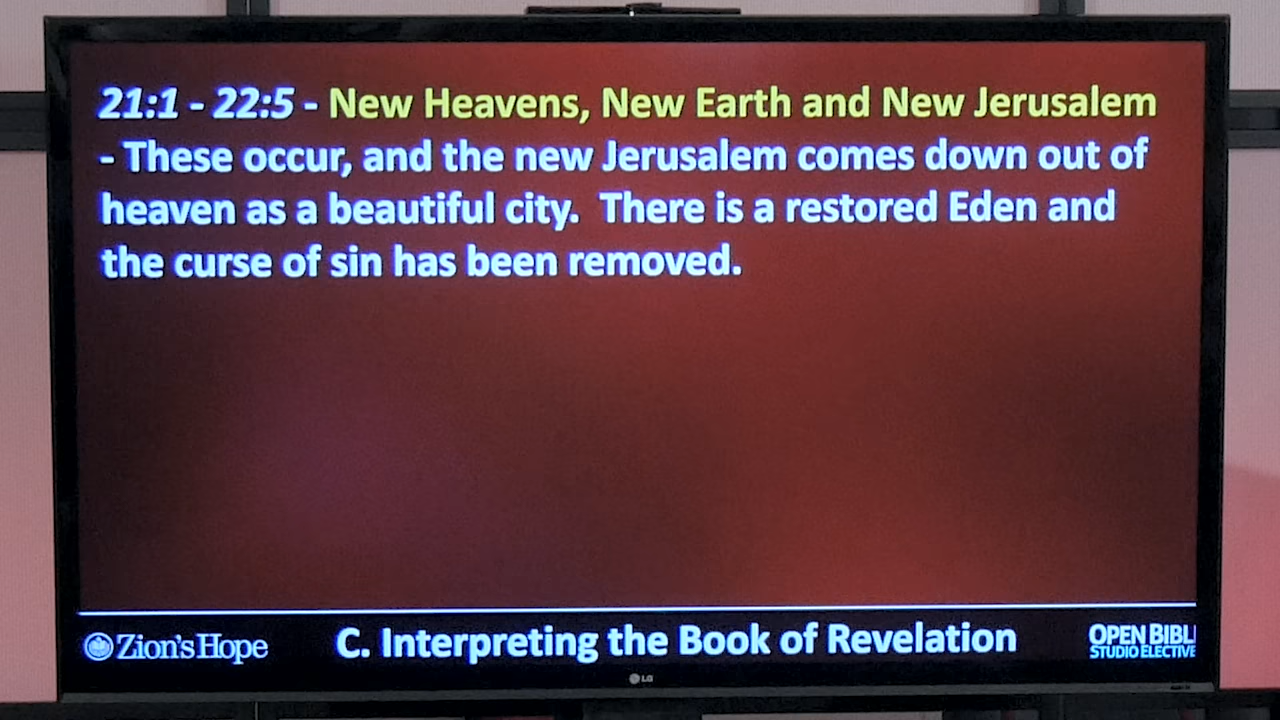 21:1 - 22:5 - New Heavens, New Earth and New Jerusalem
- These occur, and the new Jerusalem comes down out of
heaven as a beautiful city. There is a restored Eden and
the curse of sin has been removed.
Zion's Hope
C. Interpreting the Book of Revelation
OPEN BIBL
STUDIO ELECTIVE
LG